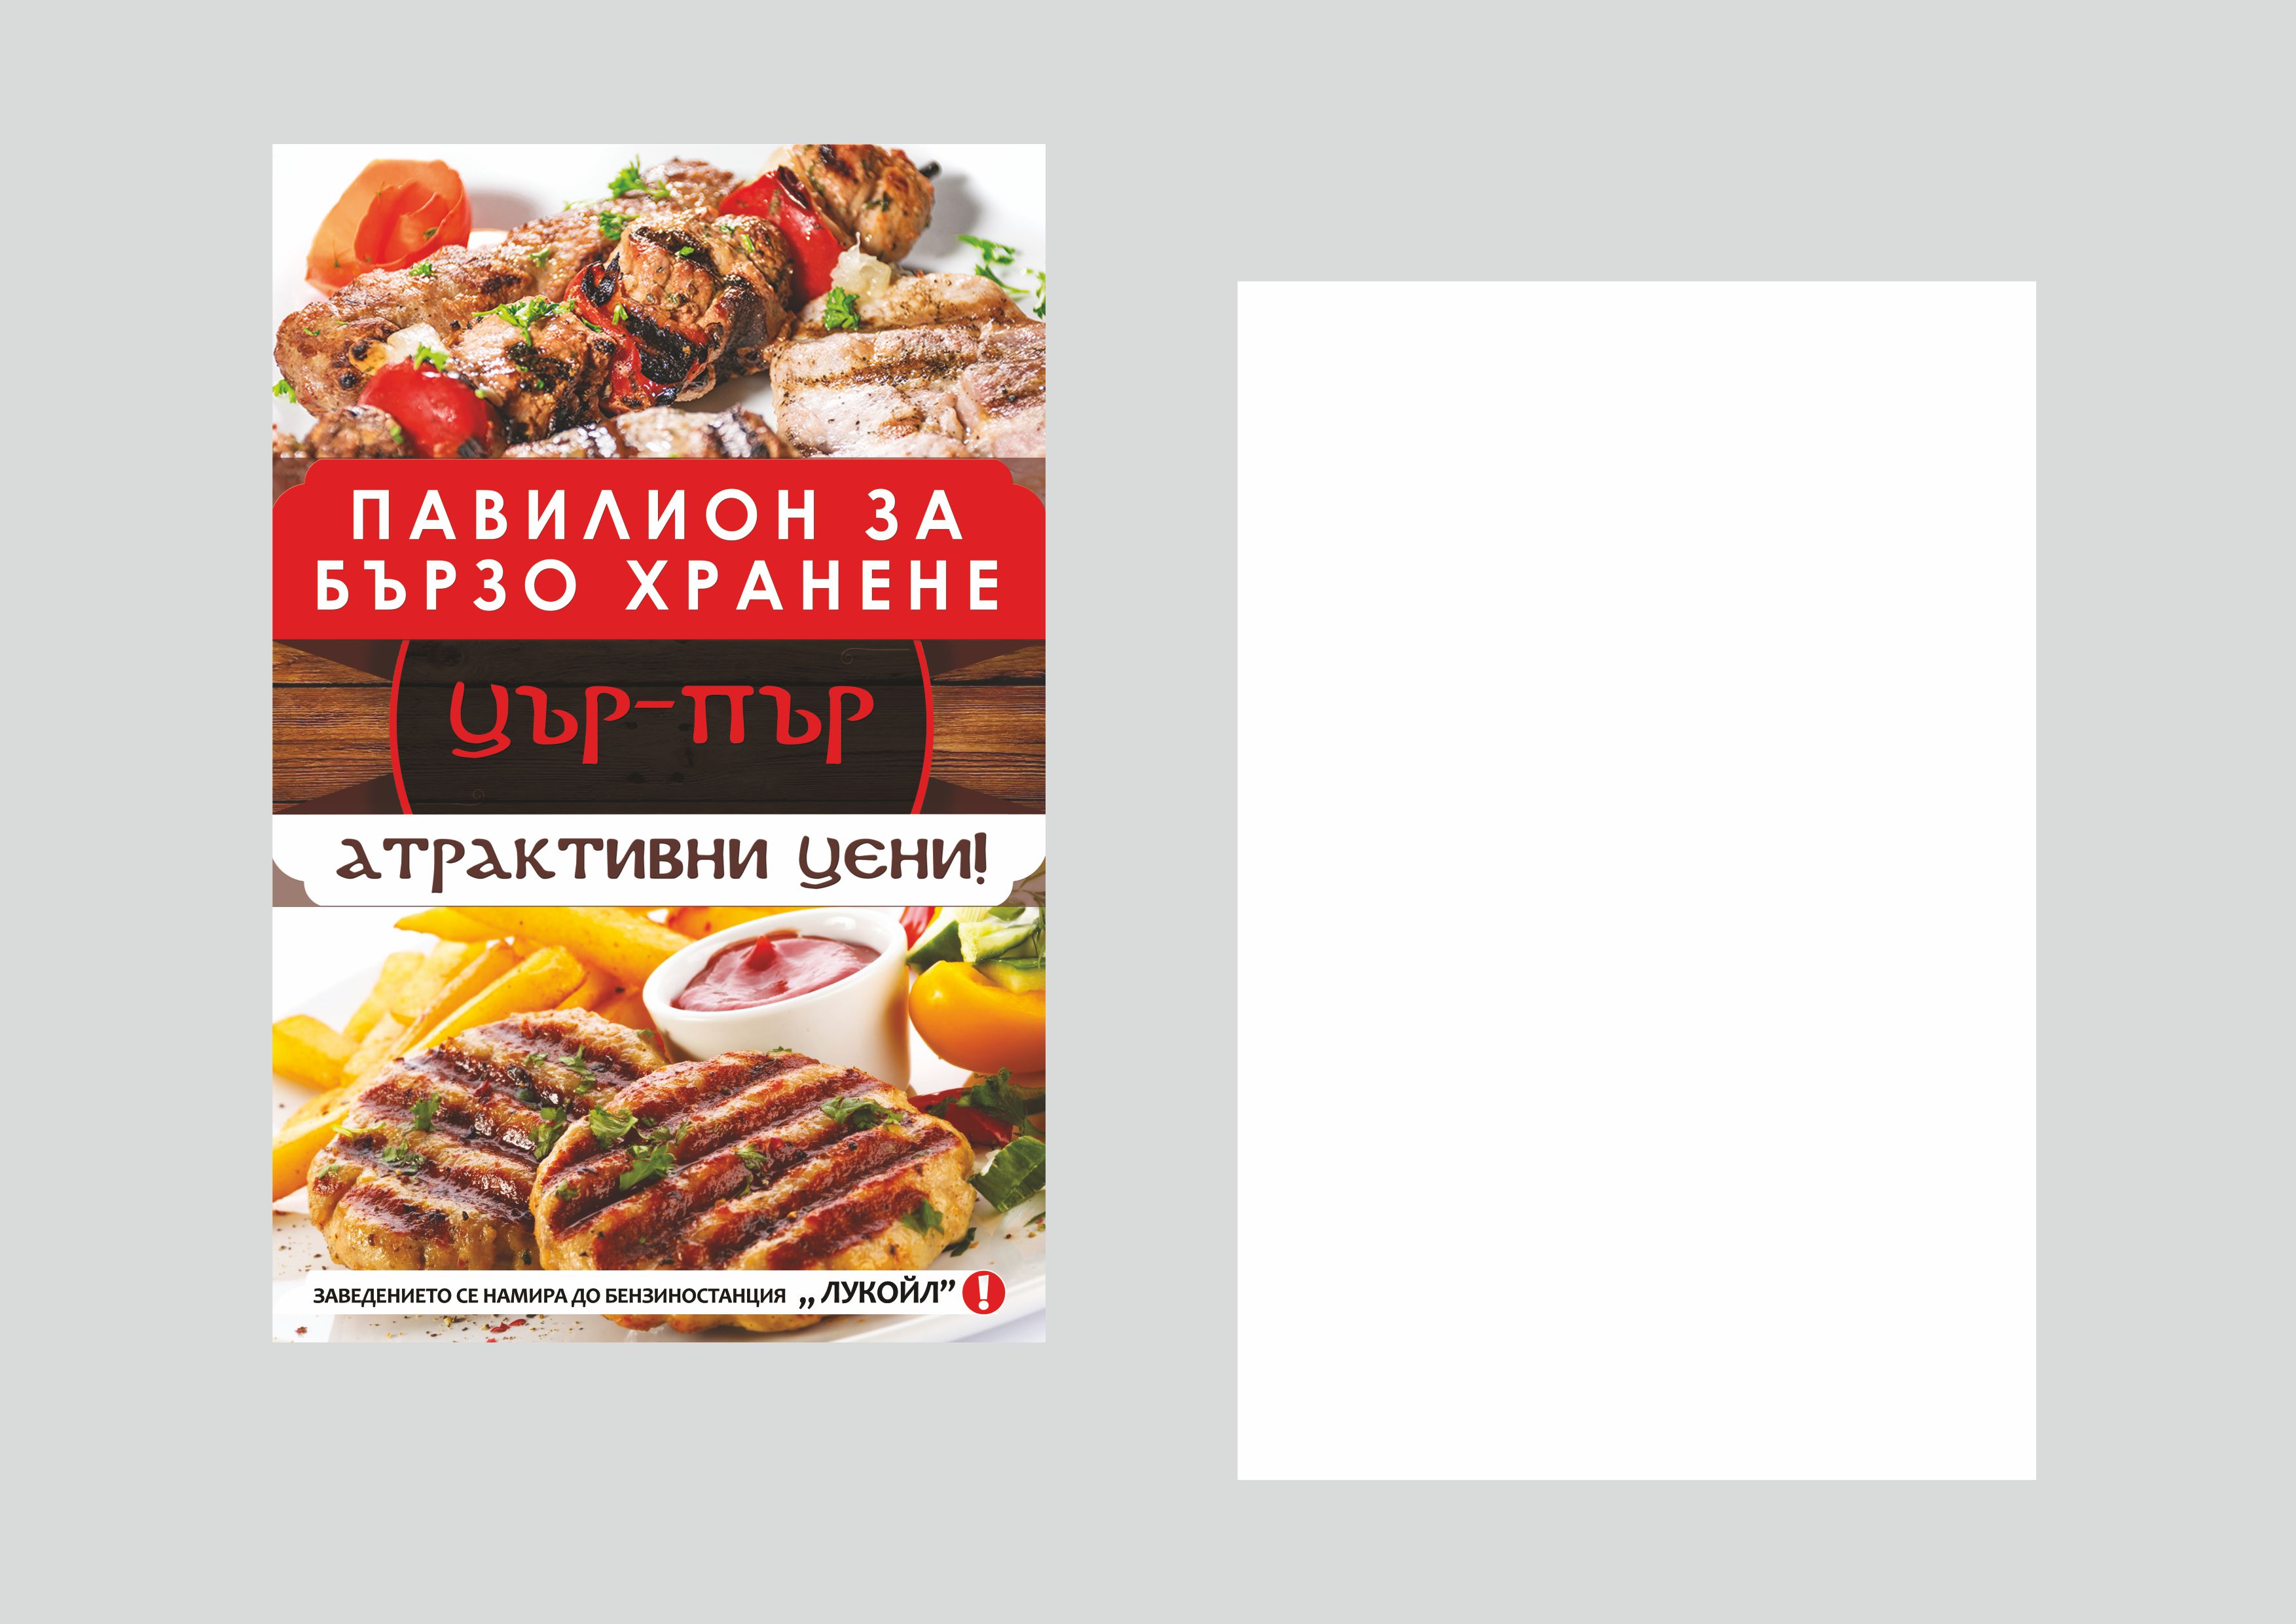 ПАВИЛИОН ЗА
БЪРЗО ХРАНЕНЕ
цър-пър
атрактивни цени!
ЗАВЕДЕНИЕТО СЕ НАМИРА ДО БЕНЗИНОСТАНЦИЯ ,, ЛУКОЙЛ” !